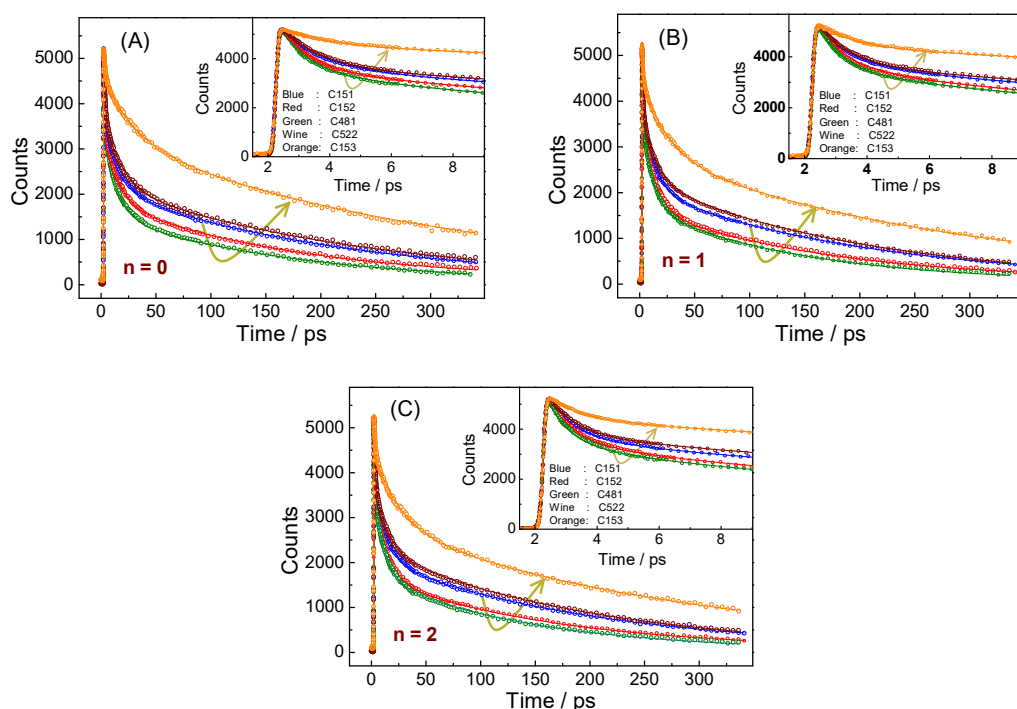 (A)
5000
4000
3000
2000
1000
0
Counts
0 50 100 150 200 250 300
Time / ps
n = 0
4000
2000
0
Counts
2 4 6 8
Time / ps
Blue : C151
Red : C152
Green : C481
Wine : C522
Orange: C153
(B)
5000
4000
3000
2000
1000
0
Counts
0 50 100 150 200 250 300
Time / ps
n = 1
4000
2000
0
Counts
2 4 6 8
Time / ps
Blue : C151
Red : C152
Green : C481
Wine : C522
Orange: C153
(C)
5000
4000
3000
2000
1000
0
Counts
0 50 100 150 200 250 300
Time / ps
n = 2
4000
2000
0
Counts
2 4 6 8
Time / ps
Blue : C151
Red : C152
Green : C481
Wine : C522
Orange: C153